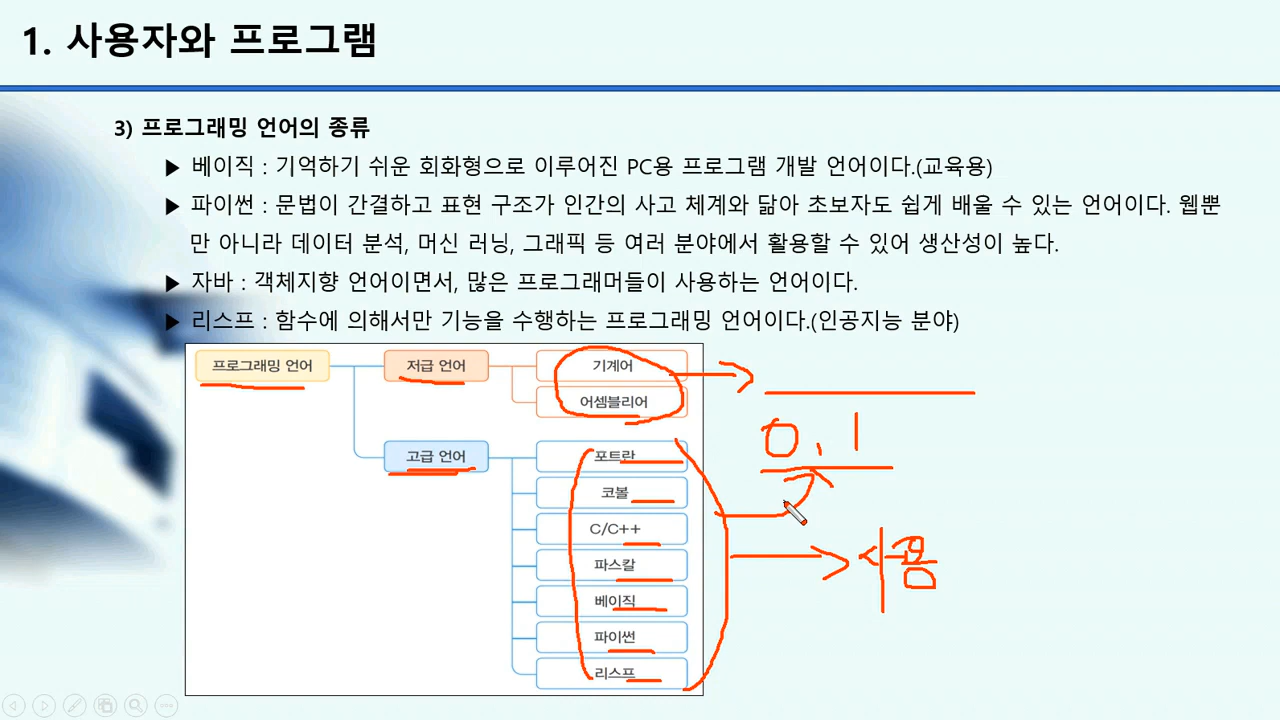 1. 사용자와 프로그램
3) 프로그래밍 언어의 종류
▶ 베이직 : 기억하기 쉬운 회화형으로 이루어진 PC용 프로그램 개발 언어이다.(교육용)
▶ 파이썬 : 문법이 간결하고 표현 구조가 인간의 사고 체계와 닮아 초보자도 쉽게 배울 수 있는 언어이다. 웹뿐
만 아니라 데이터 분석, 머신 러닝, 그래픽 등 여러 분야에서 활용할 수 있어 생산성이 높다.
▶ 자바 : 객체지향 언어이면서, 많은 프로그래머들이 사용하는 언어이다.
▶ 리스프 : 함수에 의해서만 기능을 수행하는 프로그래밍 언어이다.(인공지능 분야)
프로그래밍 언어
저급 언어
기계어
어셈블리어
0, 1
고급 언어
포트란
코볼
C/C++
파스칼
베이직
파이썬
리스프
사용